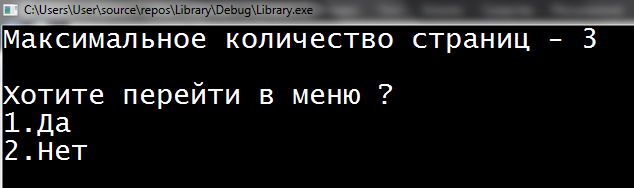 C:\Users\User\source\repos\Library\Debug\Library.exe
Максимальное количество страниц - 3
Хотите перейти в меню ?
1.Да
2.Нет